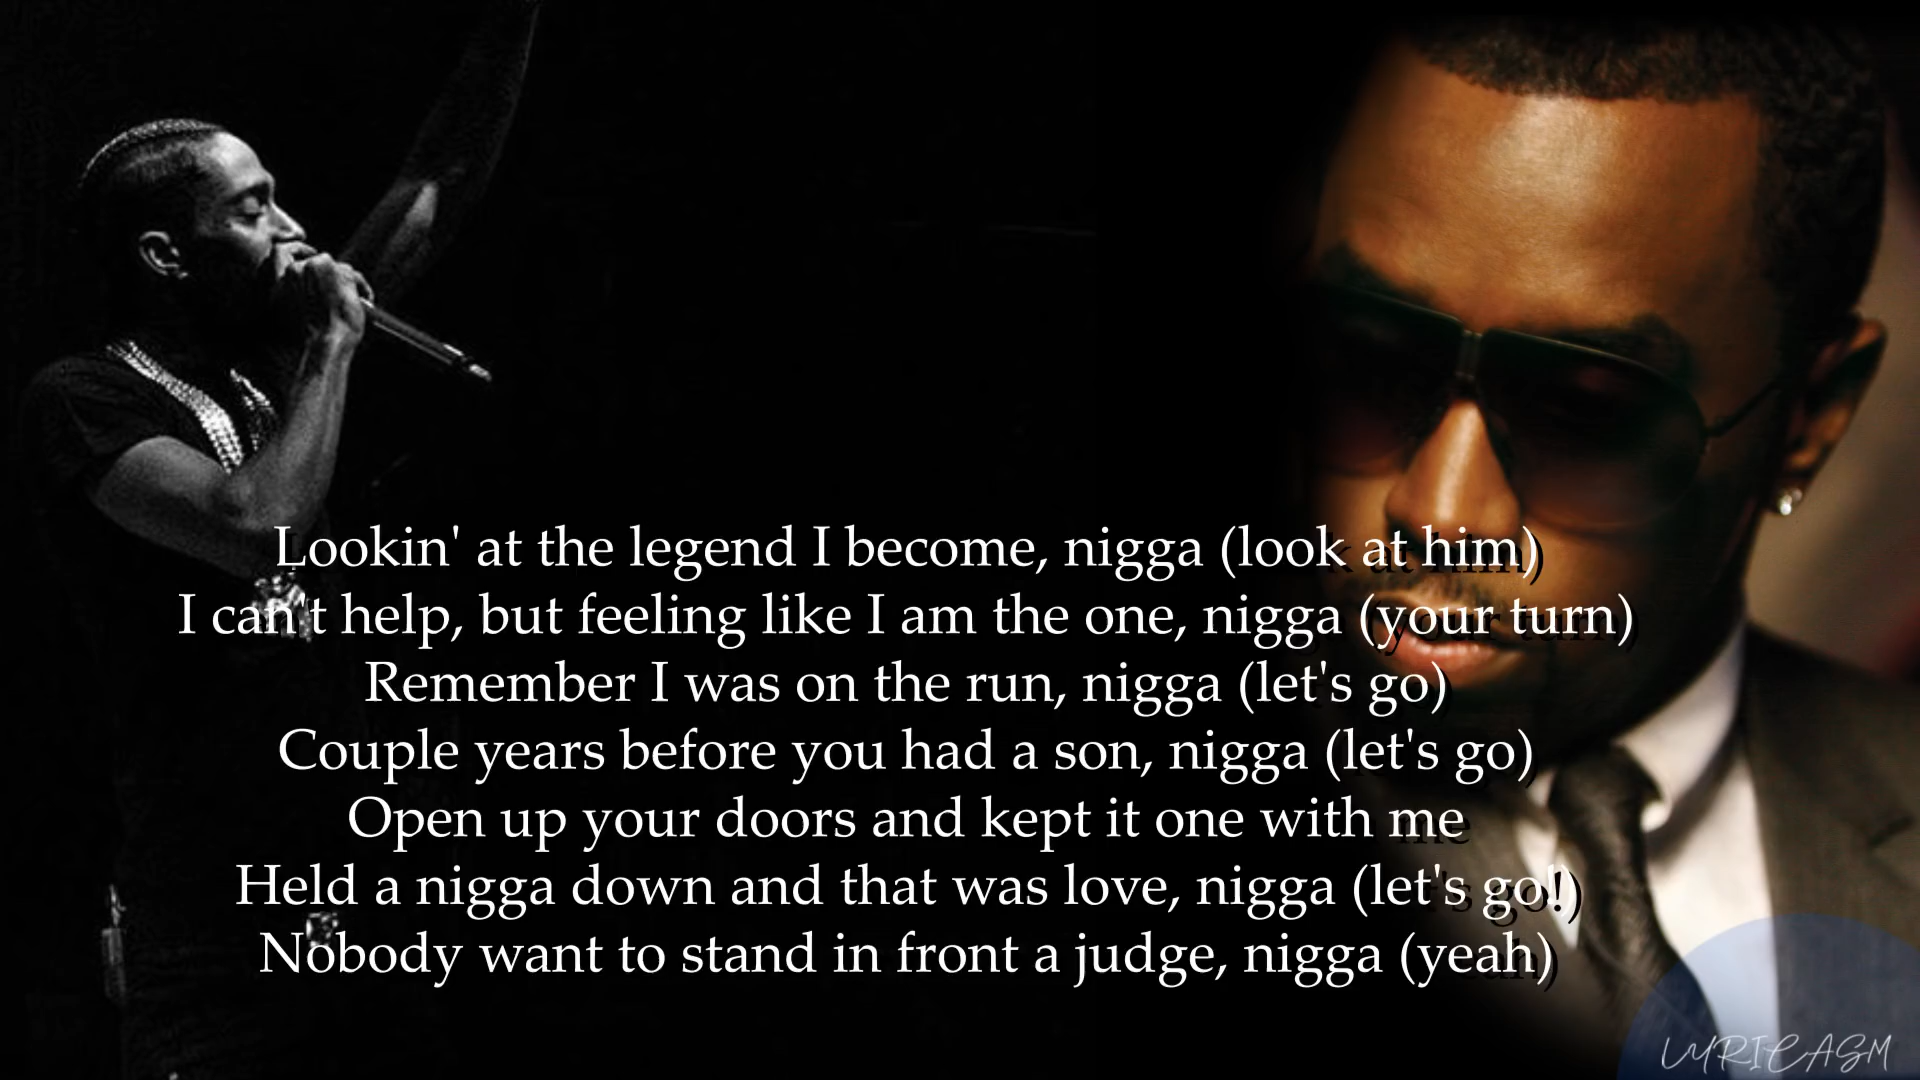 Lookin' at the legend I become, nigga (look at him)
I can't help, but feeling like I am the one, nigga (your turn)
Remember I was on the run, nigga (let's go)
Couple years before you had a son, nigga (let's go)
Open up your doors and kept it one with me
Held a nigga down and that was love, nigga (let's go!)
Nobody want to stand in front a judge, nigga (yeah)
LYRICASM